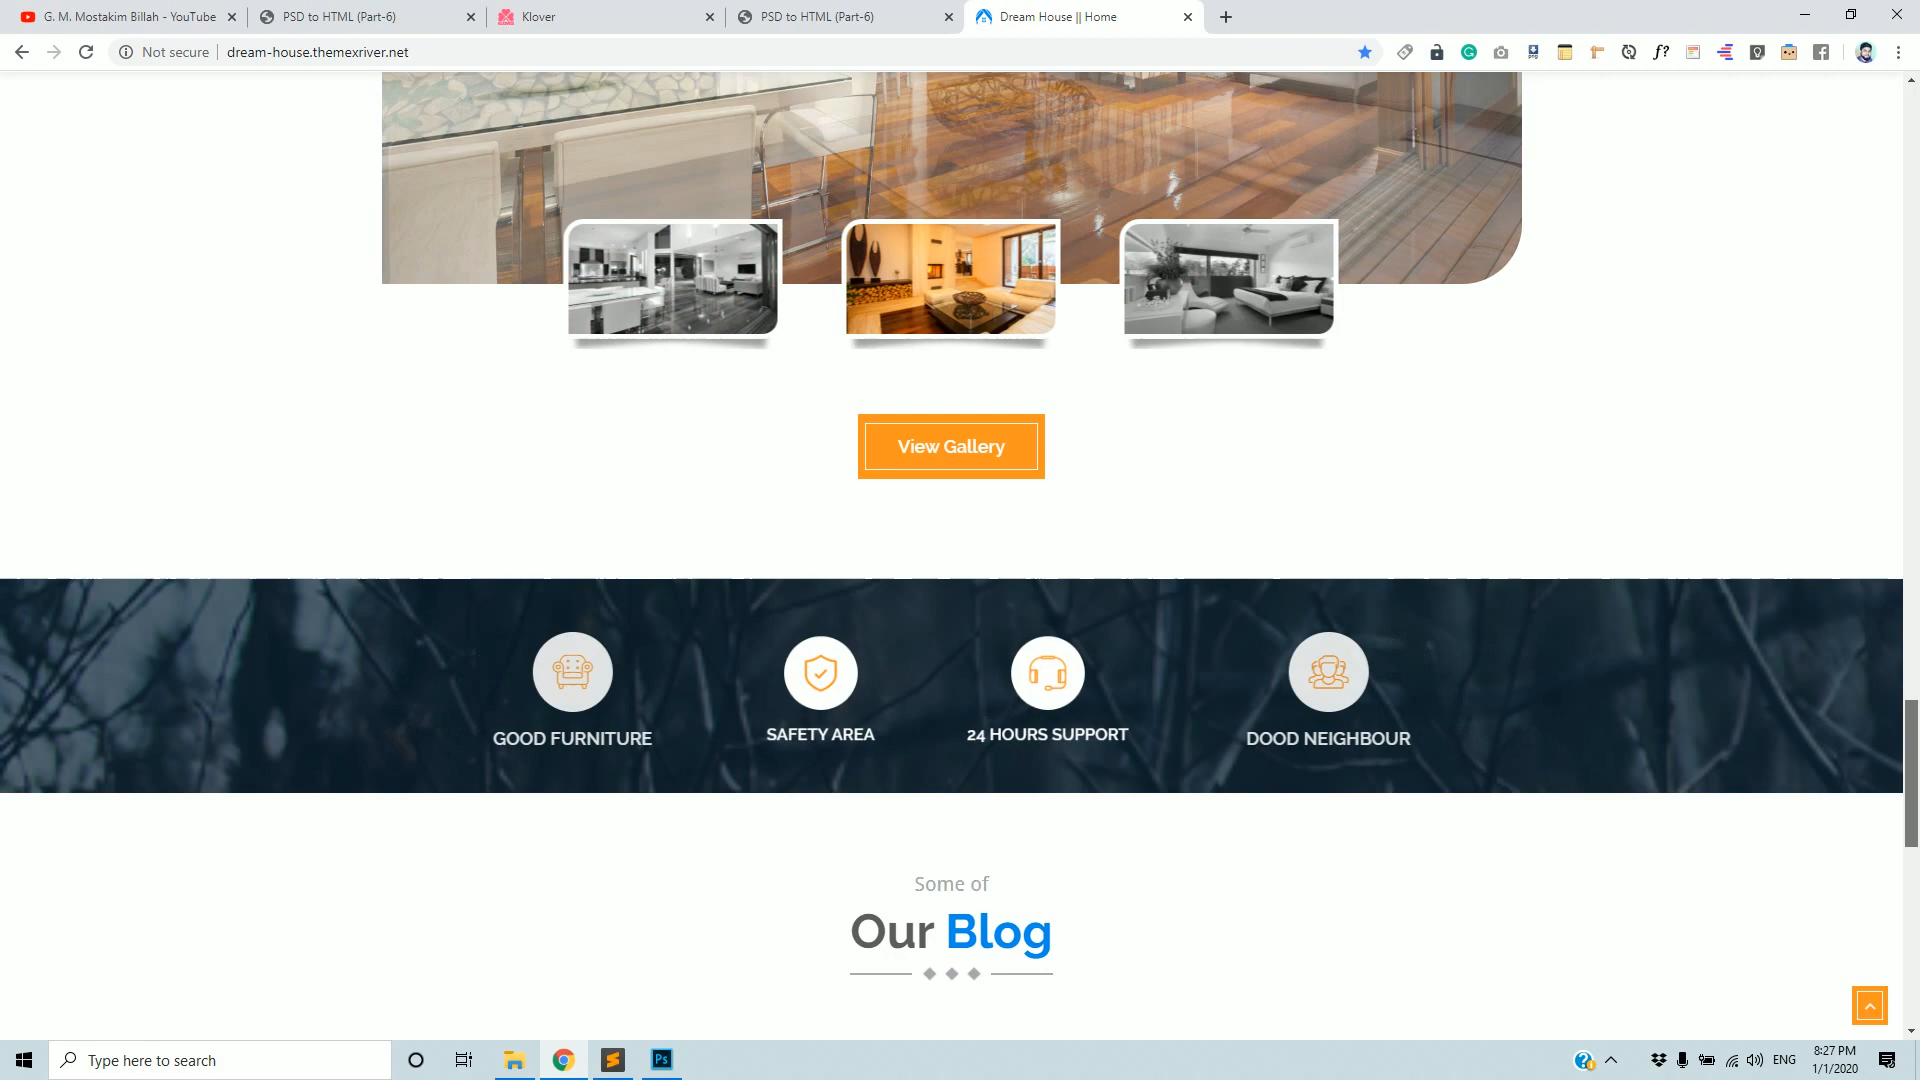 G. M. Mostakim Billah - YouTube
PSD to HTML (Part-6)
Klover
PSD to HTML (Part-6)
Dream House || Home
Not secure
dream-house.themexriver.net
f?
View Gallery
GOOD FURNITURE
SAFETY AREA
24 HOURS SUPPORT
DOOD NEIGHBOUR
Some of
Our Blog
Type here to search
Ps
ENG
8:27 PM
1/1/2020